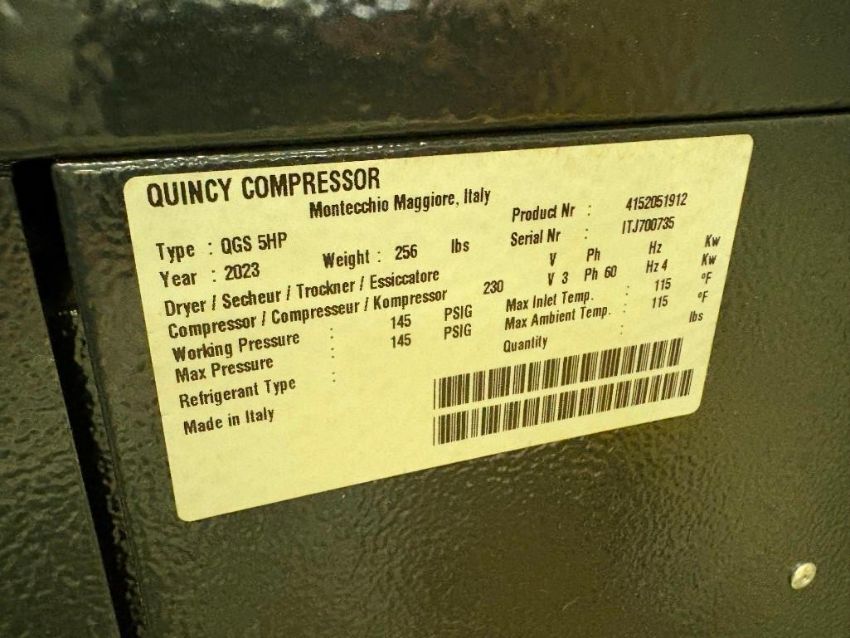 QUINCY COMPRESSOR
Montecchio Maggiore, Italy
Type : QGS 5HP
Product Nr : 4152051912
Year : 2023 Weight : 256 lbs
Serial Nr : ITJ700735
Dryer / Secheur / Trockner / Essiccatore V Ph Hz Kw
Compressor / Compresseur / Kompressor 230 V 3 Ph 60 Hz 4 Kw
Working Pressure : 145 PSIG Max Inlet Temp. : 115 °F
Max Pressure : 145 PSIG Max Ambient Temp. : 115 °F
Refrigerant Type : Quantity : lbs
Made in Italy